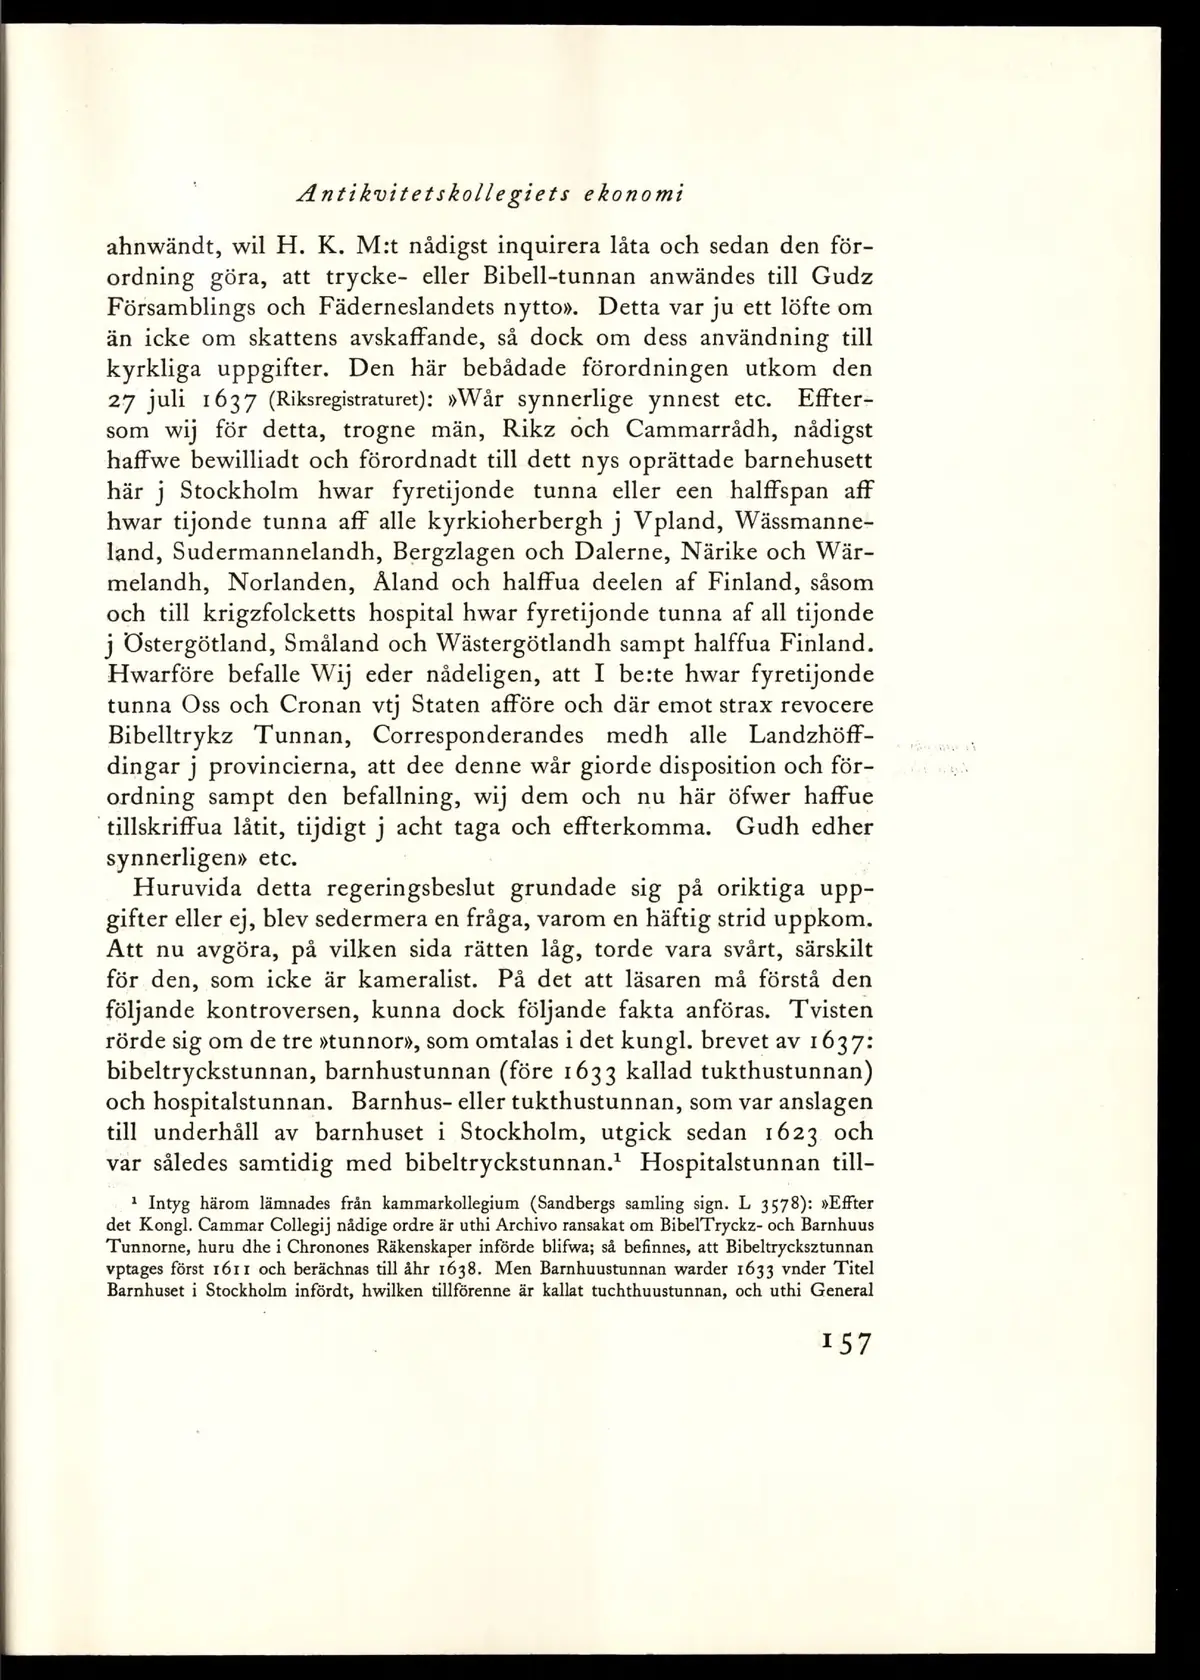 Antikvitetskollegiets ekonomi
ahnwändt, wil H. K. M:t nådigst inquirera låta och sedan den för-
ordning göra, att trycke- eller Bibell-tunnan anwändes till Gudz
Församblings och Fäderneslandets nytto». Detta var ju ett löfte om
än icke om skattens avskaffande, så dock om dess användning till
kyrkliga uppgifter. Den här bebådade förordningen utkom den
27 juli 1637 (Riksregistraturet): »Wår synnerlige ynnest etc. Effter-
som wij för detta, trogne män, Rikz och Cammarrådh, nådigst
haffwe bewilliadt och förordnadt till dett nys oprättade barnehusett
här j Stockholm hwar fyretijonde tunna eller een halffspan aff
hwar tijonde tunna aff alle kyrkioherbergh j Vpland, Wässmanne-
land, Sudermannelandh, Bergzlagen och Dalerne, Närike och Wär-
melandh, Norlanden, Åland och halffua deelen af Finland, såsom
och till krigzfolcketts hospital hwar fyretijonde tunna af all tijonde
j Östergötland, Småland och Wästergötlandh sampt halffua Finland.
Hwarföre befalle Wij eder nådeligen, att I be:te hwar fyretijonde
tunna Oss och Cronan vtj Staten afföre och där emot strax revocere
Bibelltrykz Tunnan, Corresponderandes medh alle Landzhöff-
dingar j provincierna, att dee denne wår giorde disposition och för-
ordning sampt den befallning, wij dem och nu här öfwer haffue
tillskriffua låtit, tijdigt j acht taga och effterkomma. Gudh edher
synnerligen» etc.
Huruvida detta regeringsbeslut grundade sig på oriktiga upp-
gifter eller ej, blev sedermera en fråga, varom en häftig strid uppkom.
Att nu avgöra, på vilken sida rätten låg, torde vara svårt, särskilt
för den, som icke är kameralist. På det att läsaren må förstå den
följande kontroversen, kunna dock följande fakta anföras. Tvisten
rörde sig om de tre »tunnor», som omtalas i det kungl. brevet av 1637:
bibeltryckstunnan, barnhustunnan (före 1633 kallad tukthustunnan)
och hospitalstunnan. Barnhus- eller tukthustunnan, som var anslagen
till underhåll av barnhuset i Stockholm, utgick sedan 1623 och
var således samtidig med bibeltryckstunnan.¹ Hospitalstunnan till-
¹ Intyg härom lämnades från kammarkollegium (Sandbergs samling sign. L 3578): »Effter
det Kongl. Cammar Collegij nådige ordre är uthi Archivo ransakat om BibelTryckz- och Barnhuus
Tunnorne, huru dhe i Chronones Räkenskaper införde blifwa; så befinnes, att Bibeltrycksztunnan
vptages först 1611 och berächnas till åhr 1638. Men Barnhuustunnan warder 1633 vnder Titel
Barnhuset i Stockholm infördt, hwilken tillförenne är kallat tuchthuustunnan, och uthi General
157